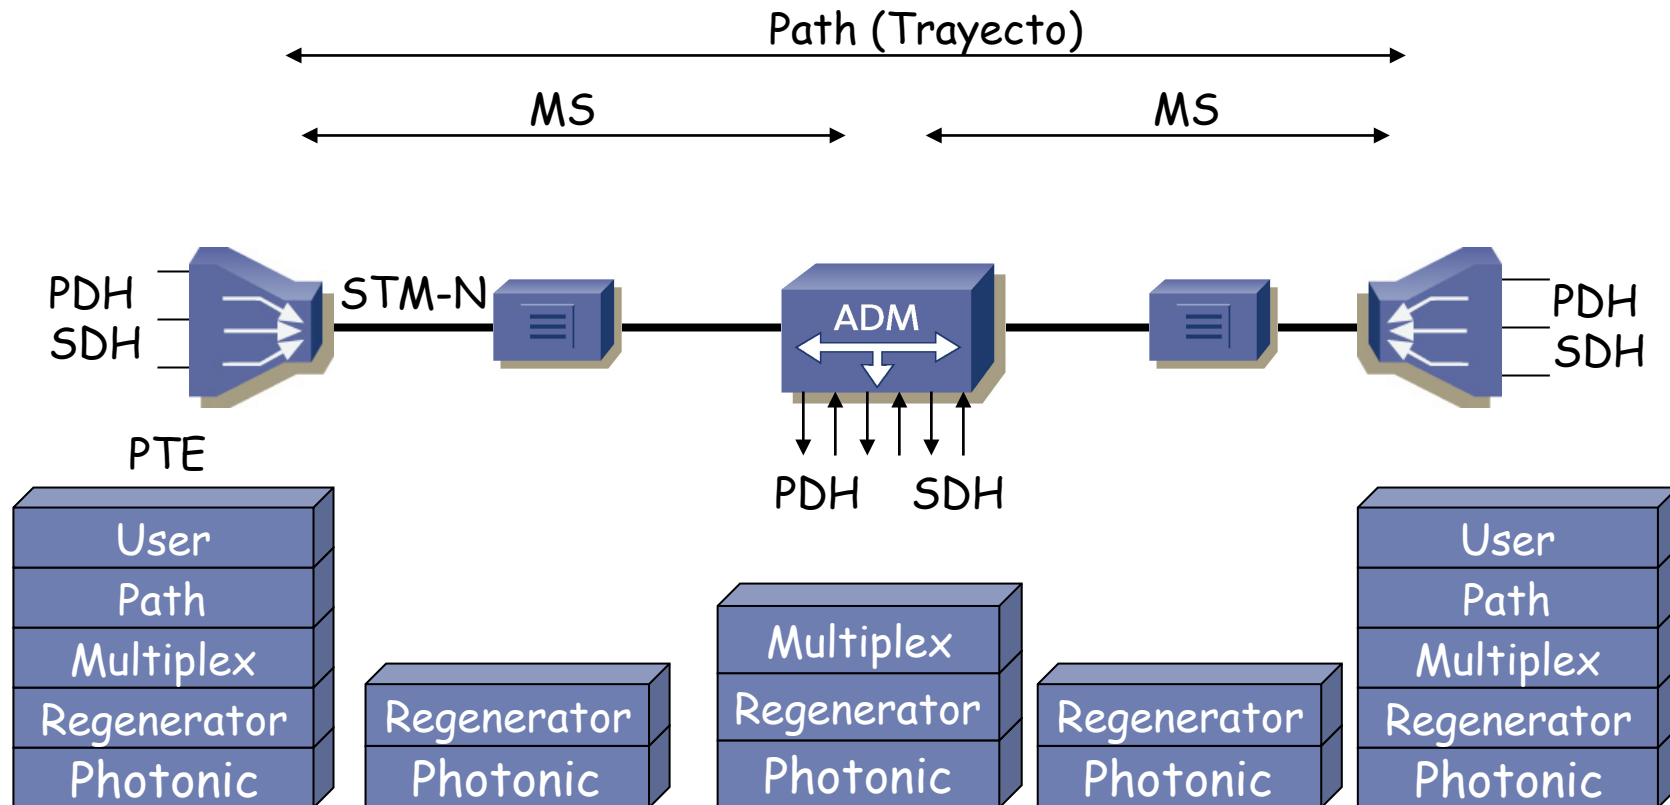 Path (Trayecto)
MS
MS
PDH
SDH
STM-N
ADM
PDH
SDH
PTE
PDH
SDH
User
Path
Multiplex
Regenerator
Photonic
Regenerator
Photonic
Multiplex
Regenerator
Photonic
Regenerator
Photonic
User
Path
Multiplex
Regenerator
Photonic